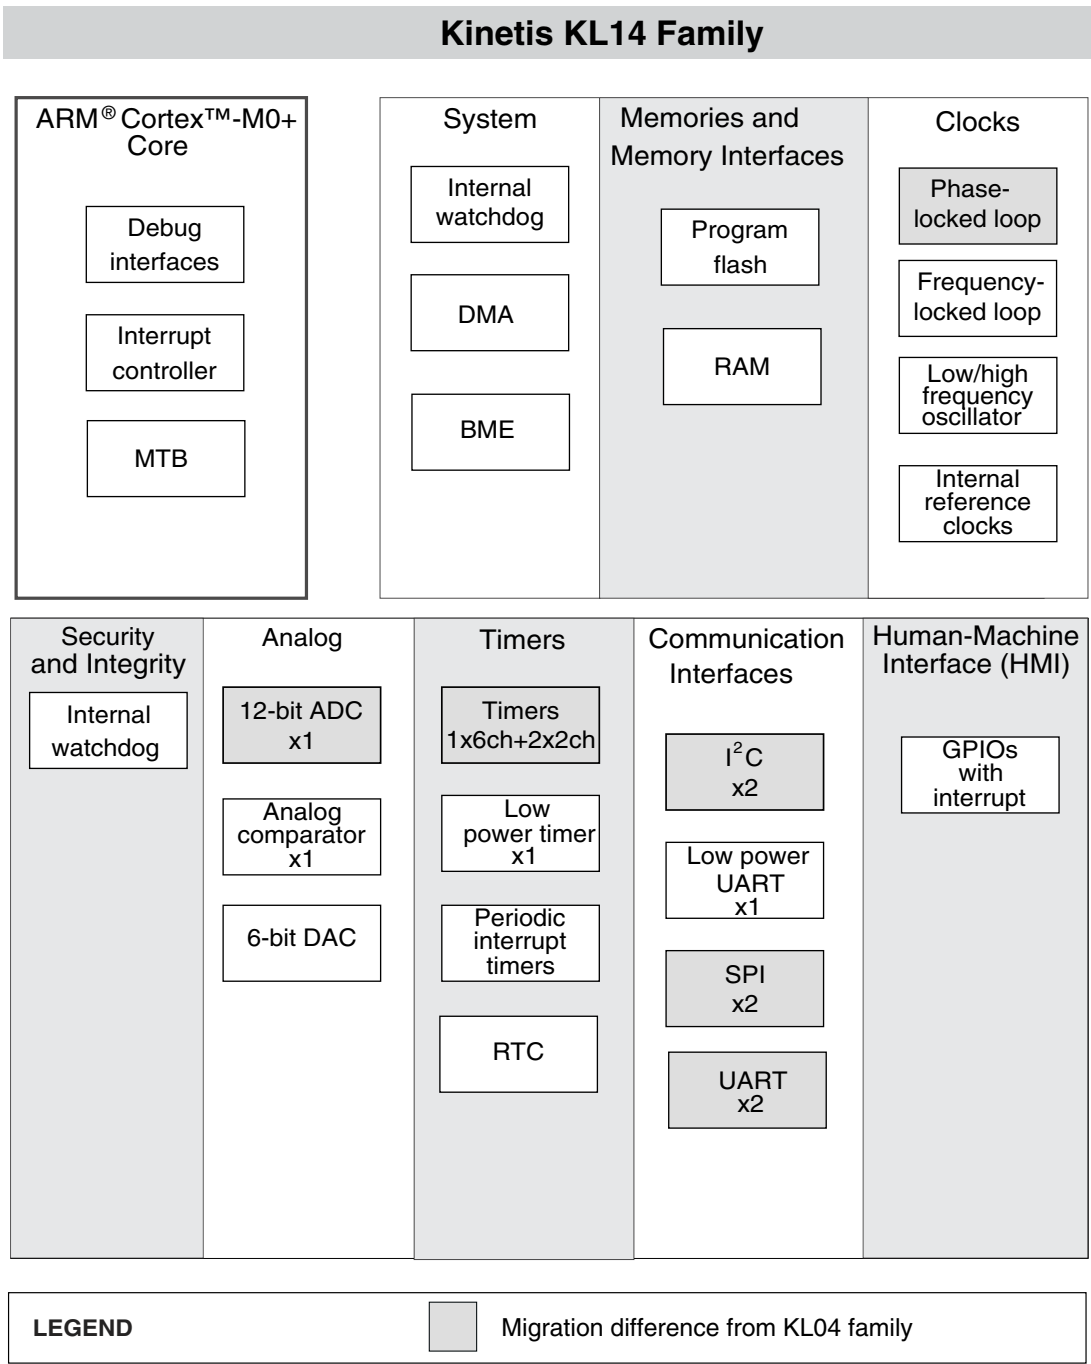 Kinetis KL14 Family
ARM® Cortex™-M0+
Core
Debug
interfaces
Interrupt
controller
MTB
System
Internal
watchdog
DMA
BME
Memories and
Memory Interfaces
Program
flash
RAM
Clocks
Phase-
locked loop
Frequency-
locked loop
Low/high
frequency
oscillator
Internal
reference
clocks
Security
and Integrity
Internal
watchdog
Analog
12-bit ADC
x1
Analog
comparator
x1
6-bit DAC
Timers
Timers
1x6ch+2x2ch
Low
power timer
x1
Periodic
interrupt
timers
RTC
Communication
Interfaces
I²C
x2
Low power
UART
x1
SPI
x2
UART
x2
Human-Machine
Interface (HMI)
GPIOs
with
interrupt
LEGEND
Migration difference from KL04 family